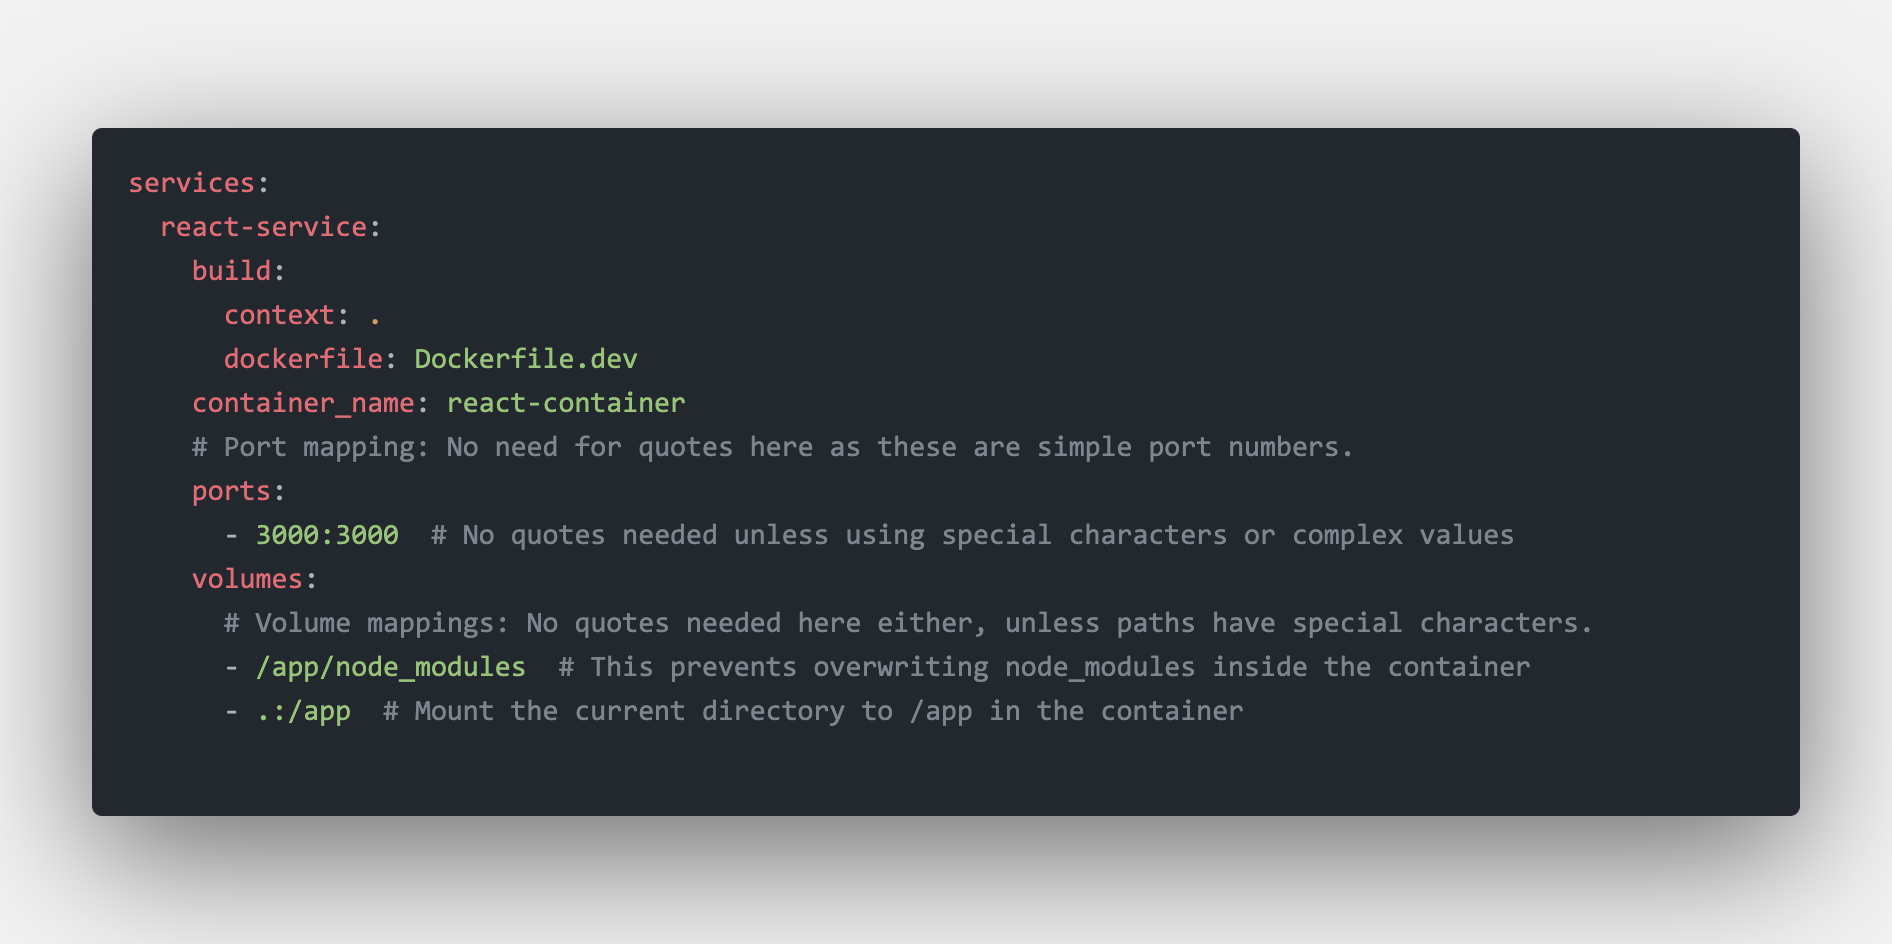 services:
  react-service:
    build:
      context: .
      dockerfile: Dockerfile.dev
    container_name: react-container
    # Port mapping: No need for quotes here as these are simple port numbers.
    ports:
      - 3000:3000  # No quotes needed unless using special characters or complex values
    volumes:
      # Volume mappings: No quotes needed here either, unless paths have special characters.
      - /app/node_modules  # This prevents overwriting node_modules inside the container
      - .:/app  # Mount the current directory to /app in the container